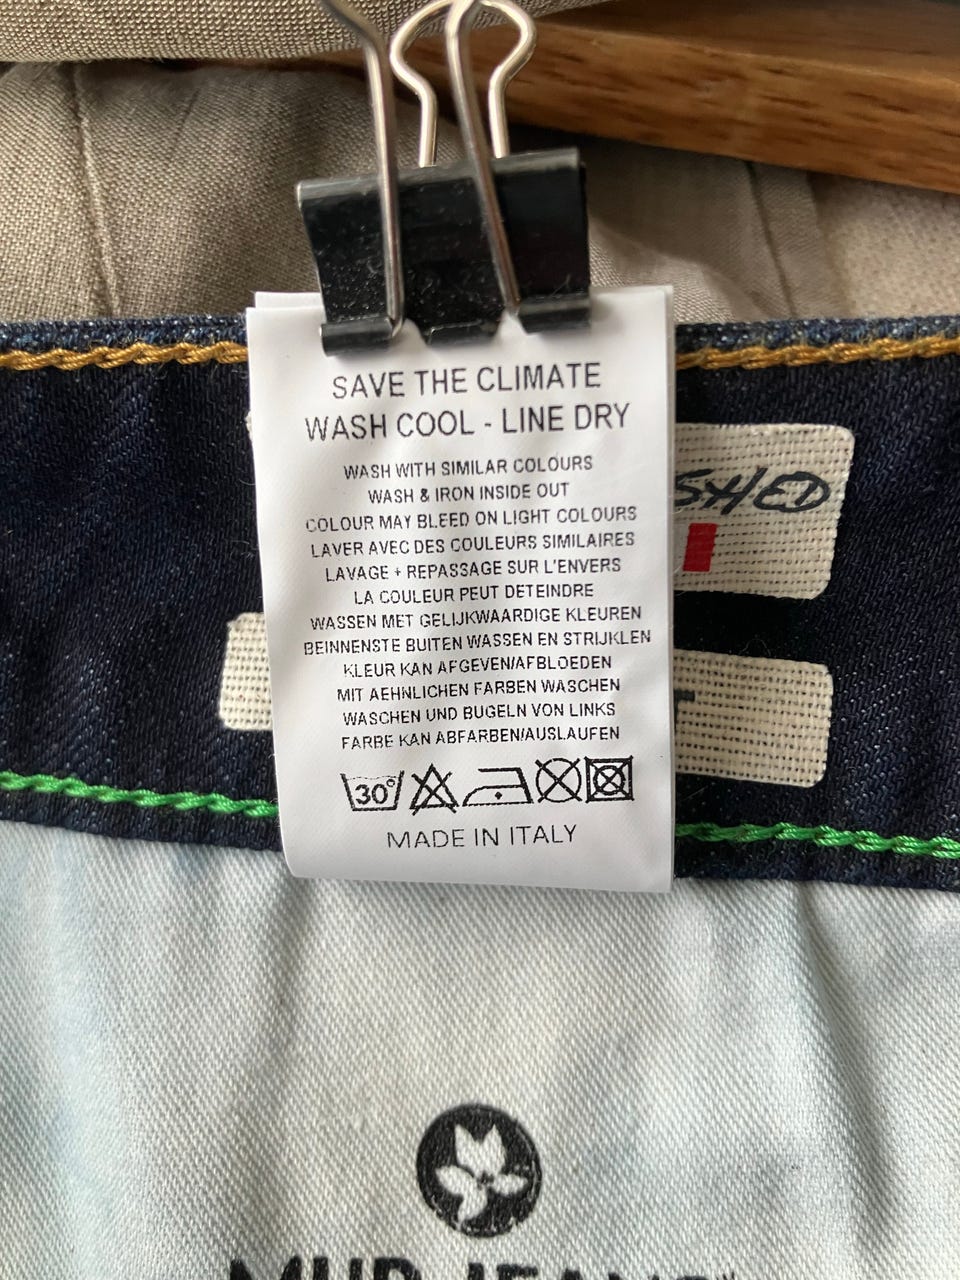 SAVE THE CLIMATE
WASH COOL - LINE DRY
WASH WITH SIMILAR COLOURS
WASH & IRON INSIDE OUT
COLOUR MAY BLEED ON LIGHT COLOURS
LAVER AVEC DES COULEURS SIMILAIRES
LAVAGE + REPASSAGE SUR L'ENVERS
LA COULEUR PEUT DETEINDRE
WASSEN MET GELIJKWAARDIGE KLEUREN
BEINNENSTE BUITEN WASSEN EN STRIJKLEN
KLEUR KAN AFGEVEN/AFBLOEDEN
MIT AEHNLICHEN FARBEN WASCHEN
WASCHEN UND BUGELN VON LINKS
FARBE KAN ABFARBEN/AUSLAUFEN
30°
MADE IN ITALY
MUD JEANS